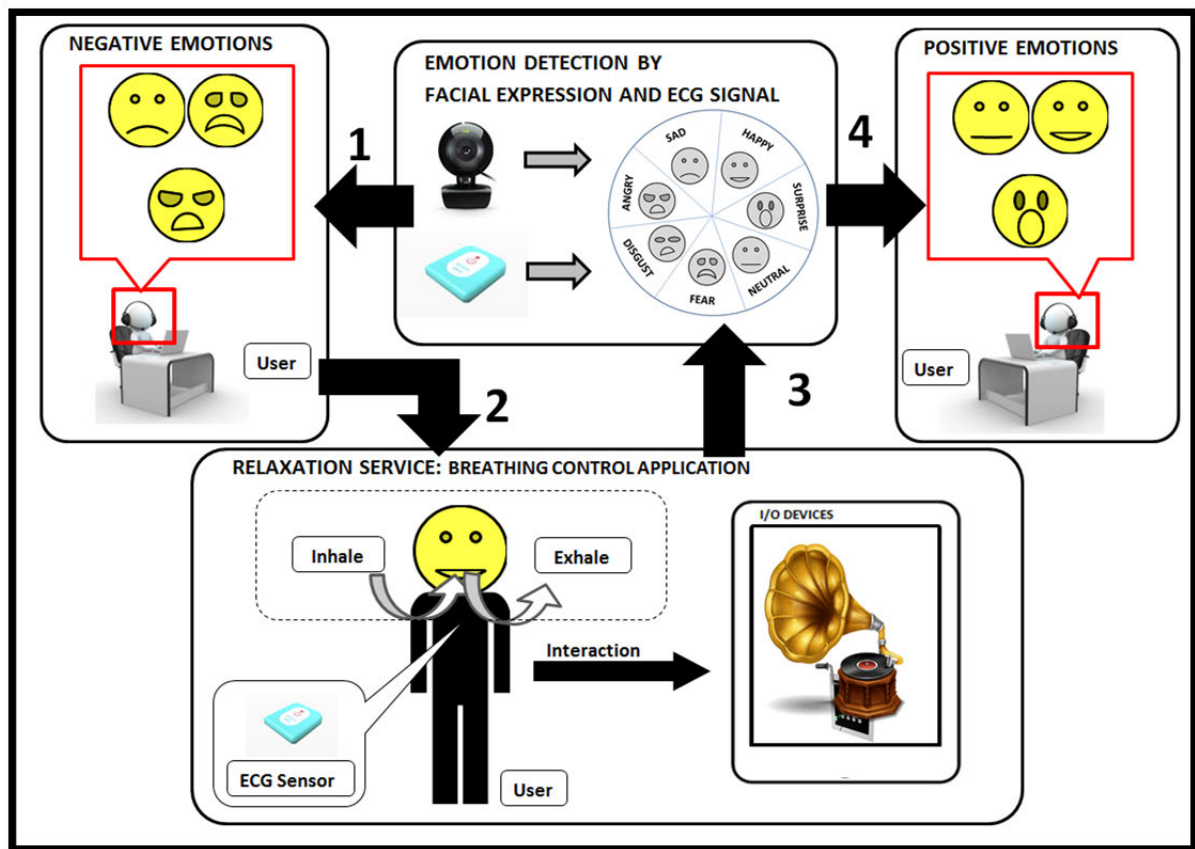 NEGATIVE EMOTIONS
User
1
EMOTION DETECTION BY
FACIAL EXPRESSION AND ECG SIGNAL
SAD
HAPPY
SURPRISE
NEUTRAL
FEAR
DISGUST
ANGRY
4
POSITIVE EMOTIONS
User
2
3
RELAXATION SERVICE: BREATHING CONTROL APPLICATION
Inhale
Exhale
Interaction
ECG Sensor
User
I/O DEVICES